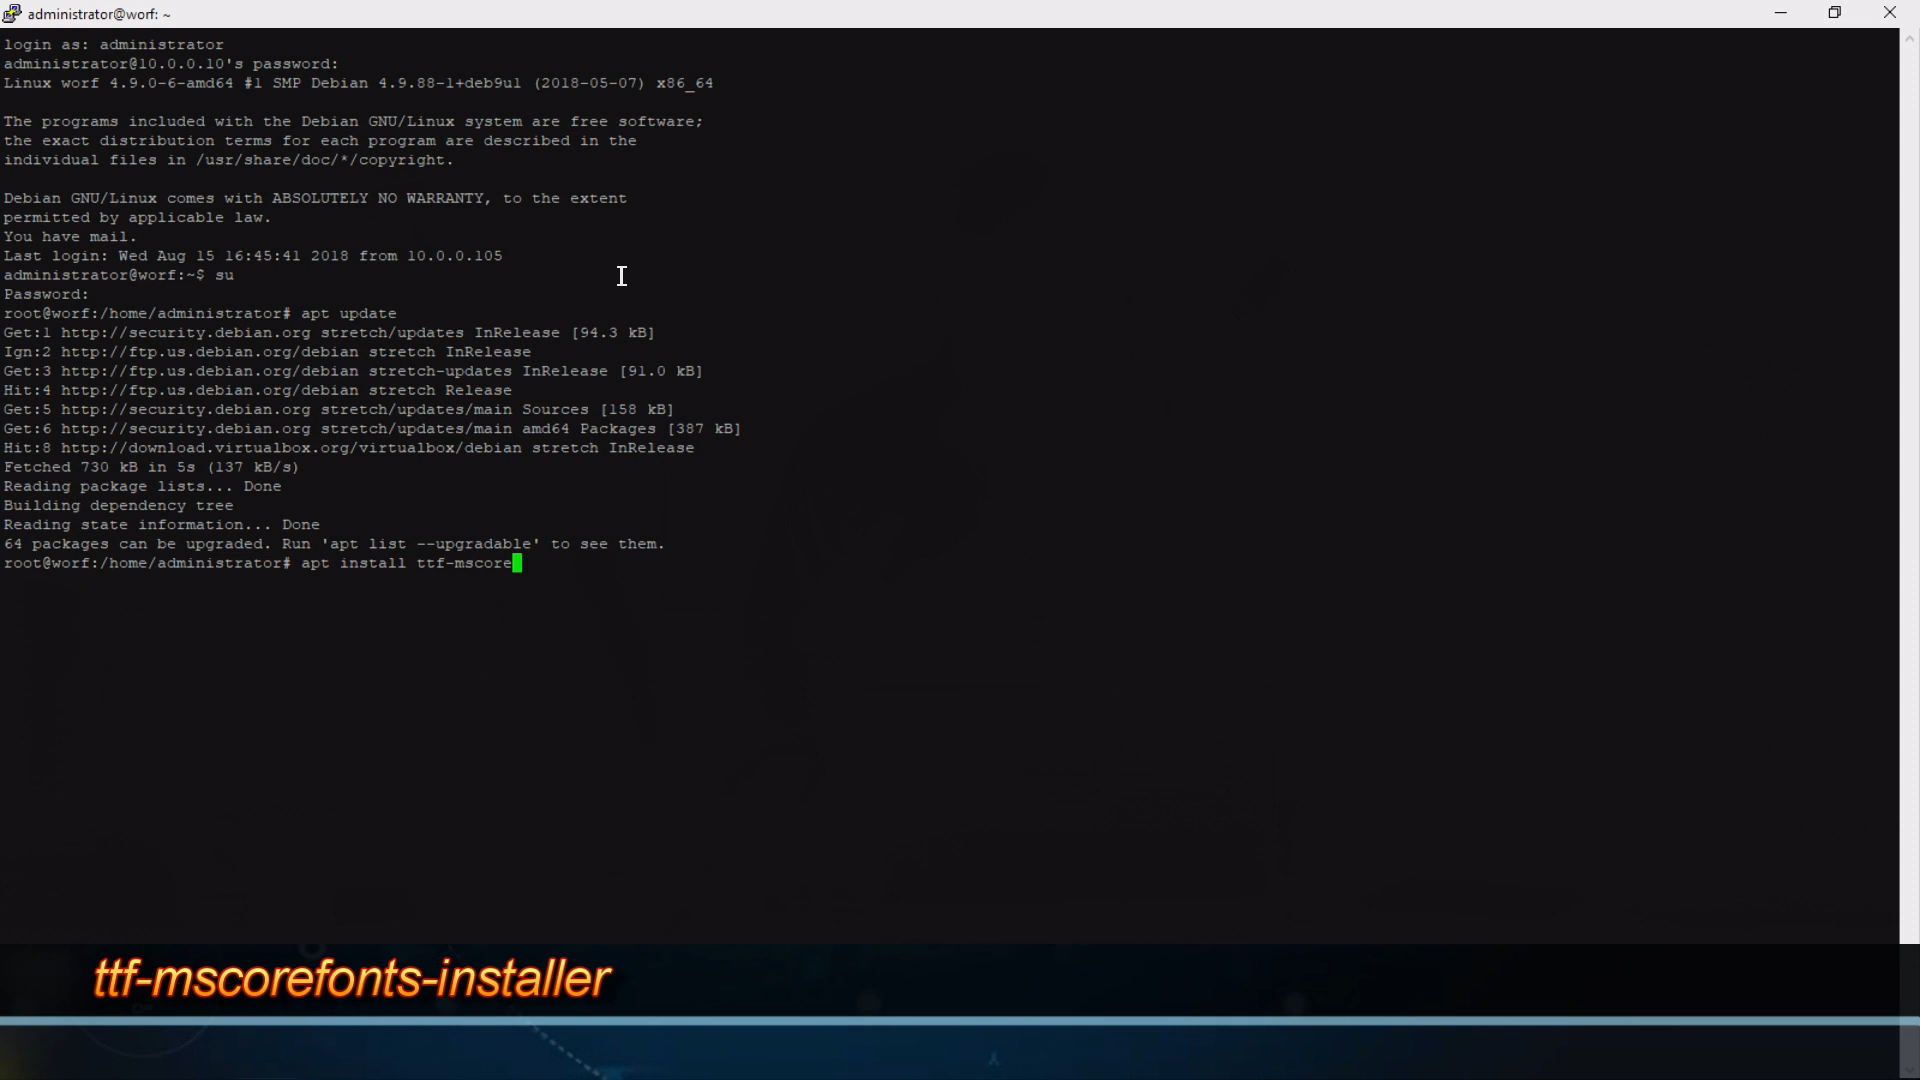 administrator@worf: ~
login as: administrator
administrator@10.0.0.10's password:
Linux worf 4.9.0-6-amd64 #1 SMP Debian 4.9.88-1+deb9u1 (2018-05-07) x86_64
The programs included with the Debian GNU/Linux system are free software;
the exact distribution terms for each program are described in the
individual files in /usr/share/doc/*/copyright.
Debian GNU/Linux comes with ABSOLUTELY NO WARRANTY, to the extent
permitted by applicable law.
You have mail.
Last login: Wed Aug 15 16:45:41 2018 from 10.0.0.105
administrator@worf:~$ su
Password:
root@worf:/home/administrator# apt update
Get:1 http://security.debian.org stretch/updates InRelease [94.3 kB]
Ign:2 http://ftp.us.debian.org/debian stretch InRelease
Get:3 http://ftp.us.debian.org/debian stretch-updates InRelease [91.0 kB]
Hit:4 http://ftp.us.debian.org/debian stretch Release
Get:5 http://security.debian.org stretch/updates/main Sources [158 kB]
Get:6 http://security.debian.org stretch/updates/main amd64 Packages [387 kB]
Hit:8 http://download.virtualbox.org/virtualbox/debian stretch InRelease
Fetched 730 kB in 5s (137 kB/s)
Reading package lists... Done
Building dependency tree
Reading state information... Done
64 packages can be upgraded. Run 'apt list --upgradable' to see them.
root@worf:/home/administrator# apt install ttf-mscore
ttf-mscorefonts-installer